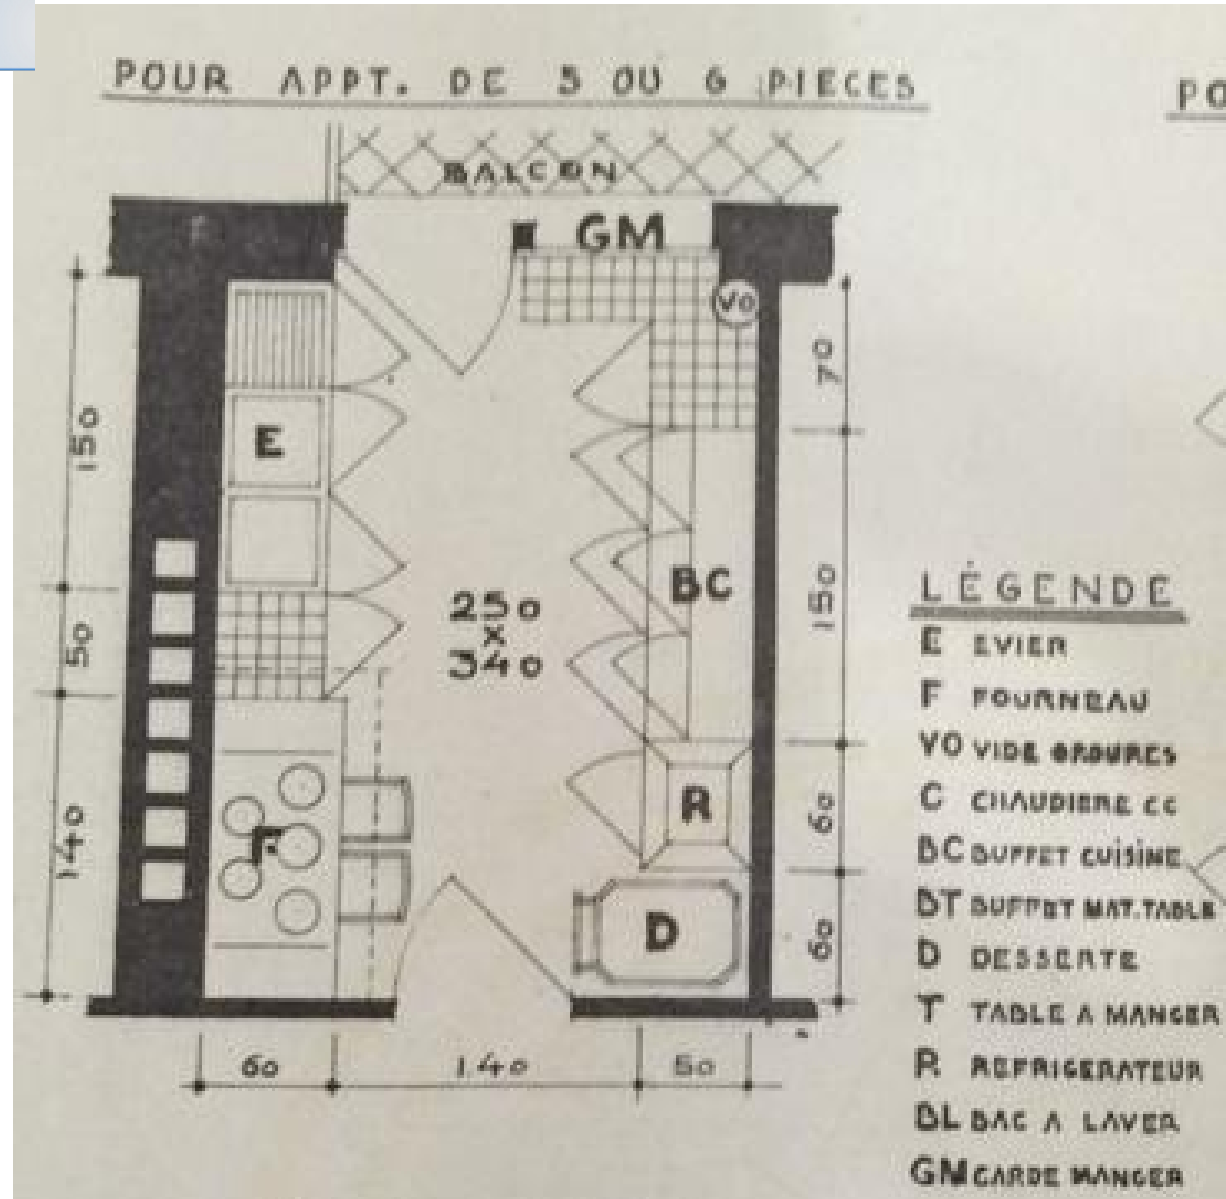 POUR APPT. DE 5 OU 6 PIECES
PO
BALCON
GM
VO
E
BC
250
X
340
R
F
D
150
50
140
70
150
60
60
60
140
50
LÉGENDE
E EVIER
F FOURNEAU
VO VIDE ORDURES
C CHAUDIERE CC
BC BUFFET CUISINE
BT BUFFET MAT. TABLE
D DESSERTE
T TABLE A MANGER
R REFRIGERATEUR
BL BAC A LAVER
GM GARDE MANGER